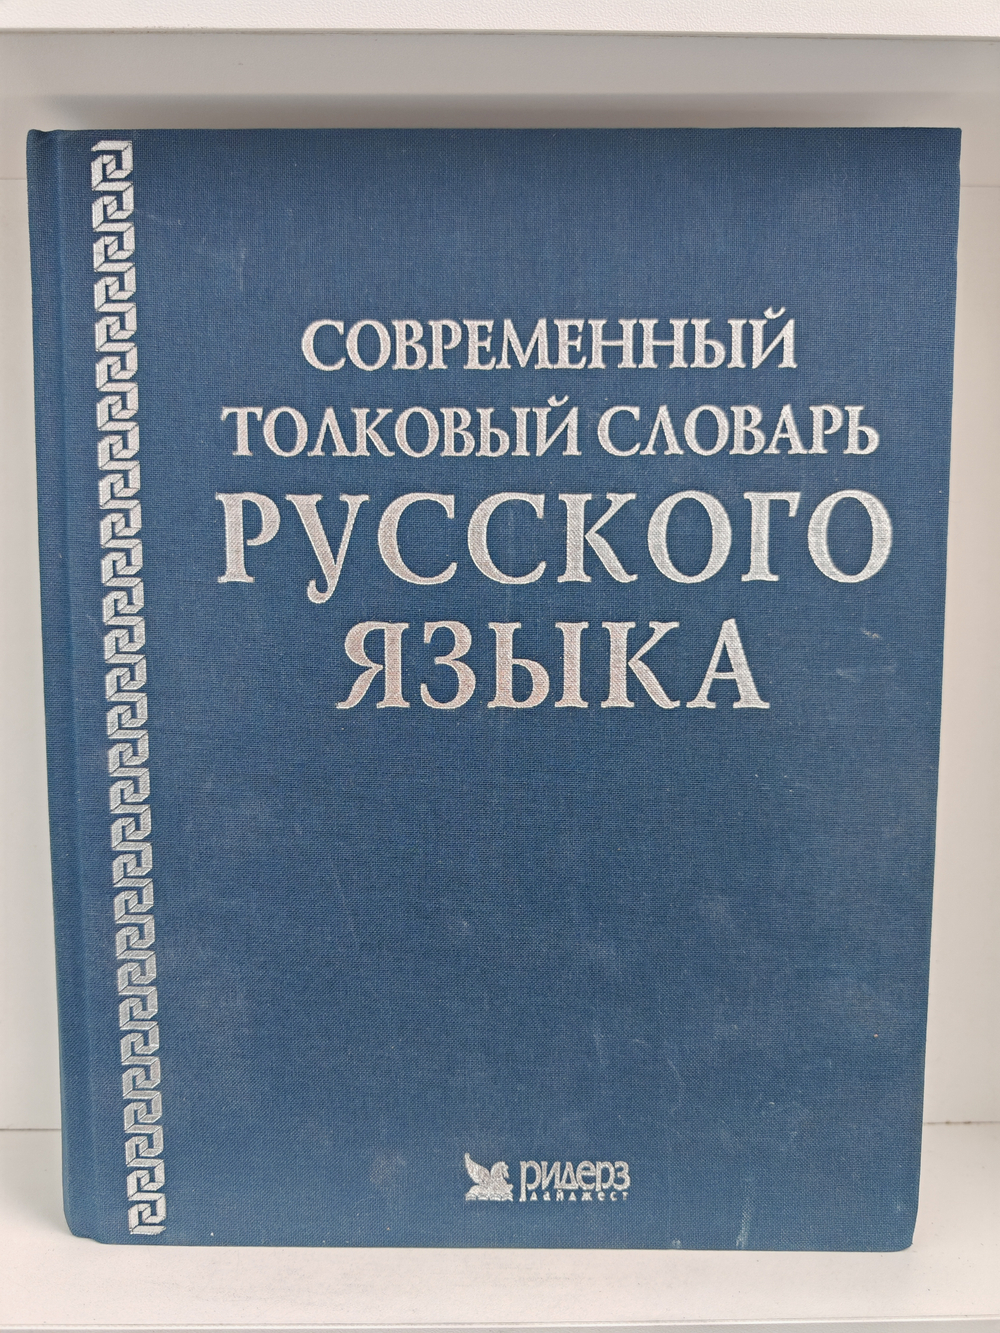 СОВРЕМЕННЫЙ
ТОЛКОВЫЙ СЛОВАРЬ
РУССКОГО
ЯЗЫКА
РИДЕРЗ
ДАЙДЖЕСТ